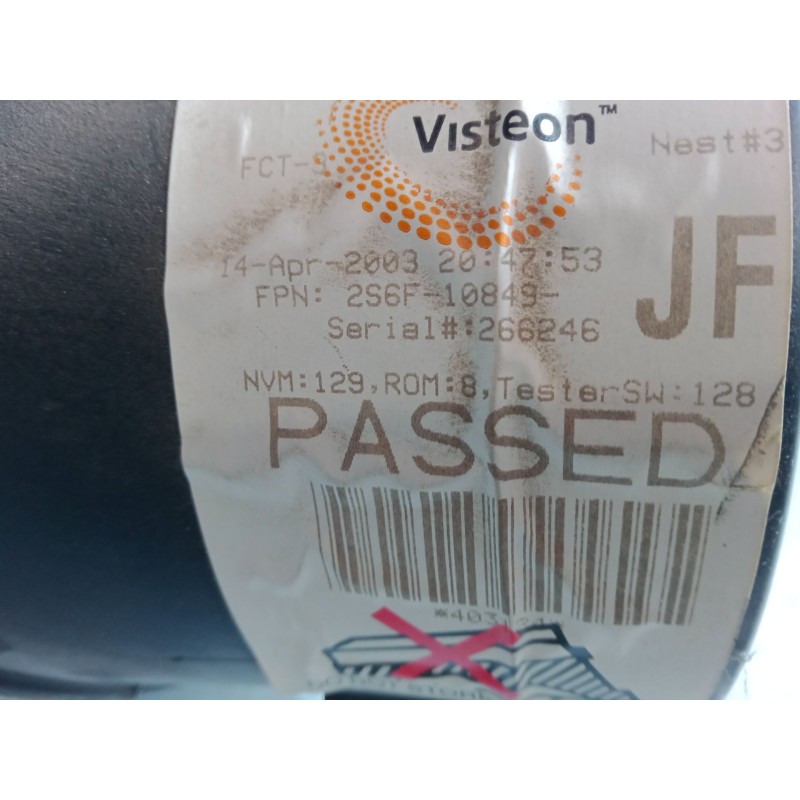 Visteon™
Nest#3
JF
14-Apr-2003 20:47:53
FPN: 2S6F-10849-
Serial#:266246
NVM:129,ROM:8,TesterSW:128
PASSED